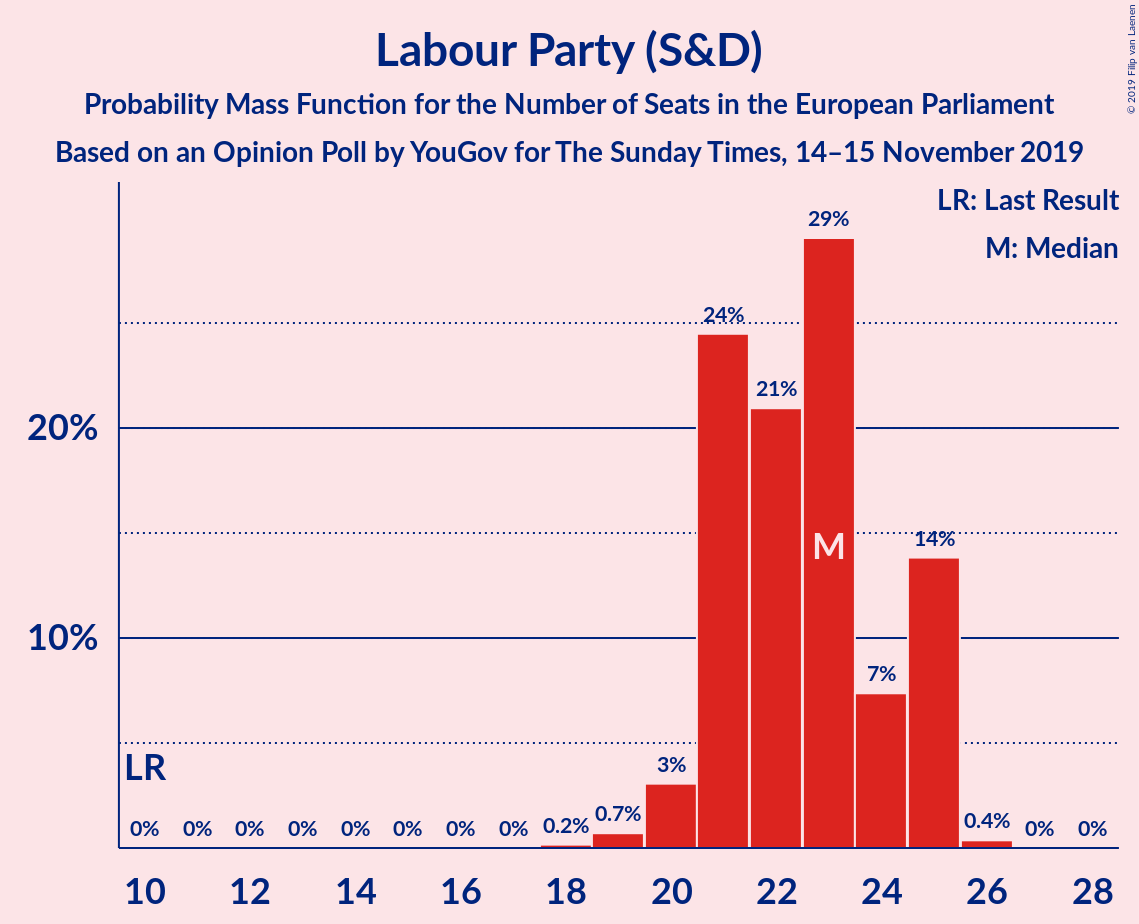 Labour Party (S&D)
Probability Mass Function for the Number of Seats in the European Parliament
Based on an Opinion Poll by YouGov for The Sunday Times, 14–15 November 2019
© 2019 Filip van Laenen
LR: Last Result
M: Median
29%
24%
21%
20%
M
14%
10%
7%
LR
3%
0% 0% 0% 0% 0% 0% 0% 0% 0.2% 0.7% 0.4% 0% 0%
10 12 14 16 18 20 22 24 26 28